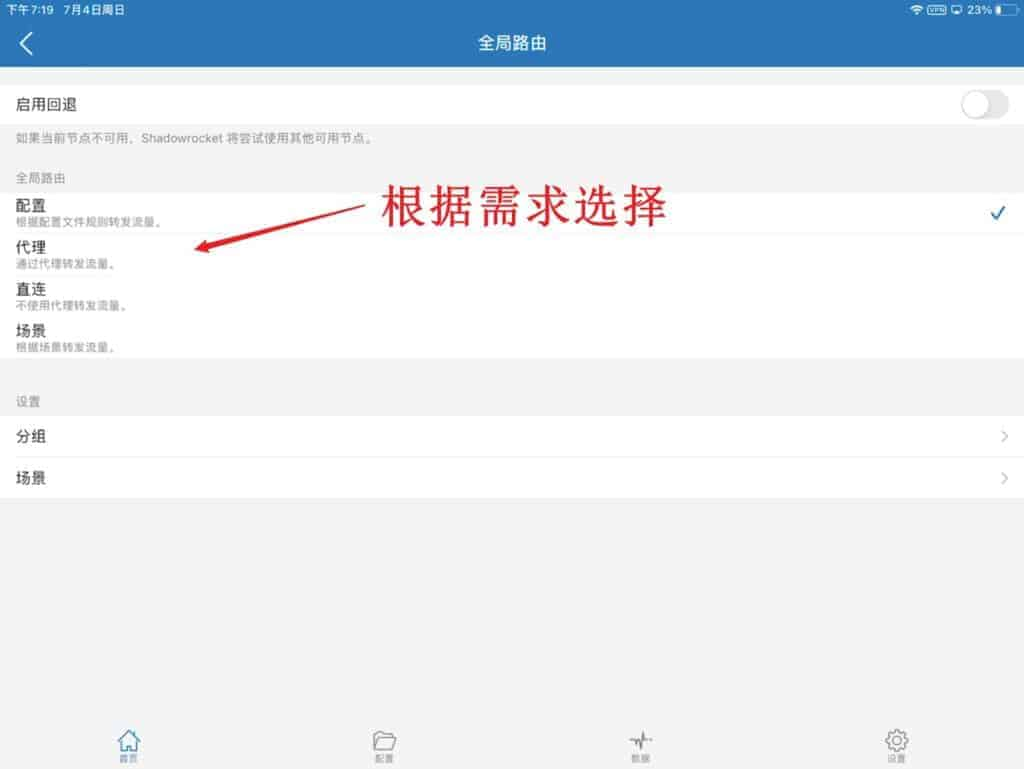 下午7:19 7月4日周日
VPN 23%
全局路由
启用回退
如果当前节点不可用，Shadowrocket 将尝试使用其他可用节点。
全局路由
配置
根据配置文件规则转发流量。
根据需求选择
代理
通过代理转发流量。
直连
不使用代理转发流量。
场景
根据场景转发流量。
设置
分组
场景
首页
配置
数据
设置